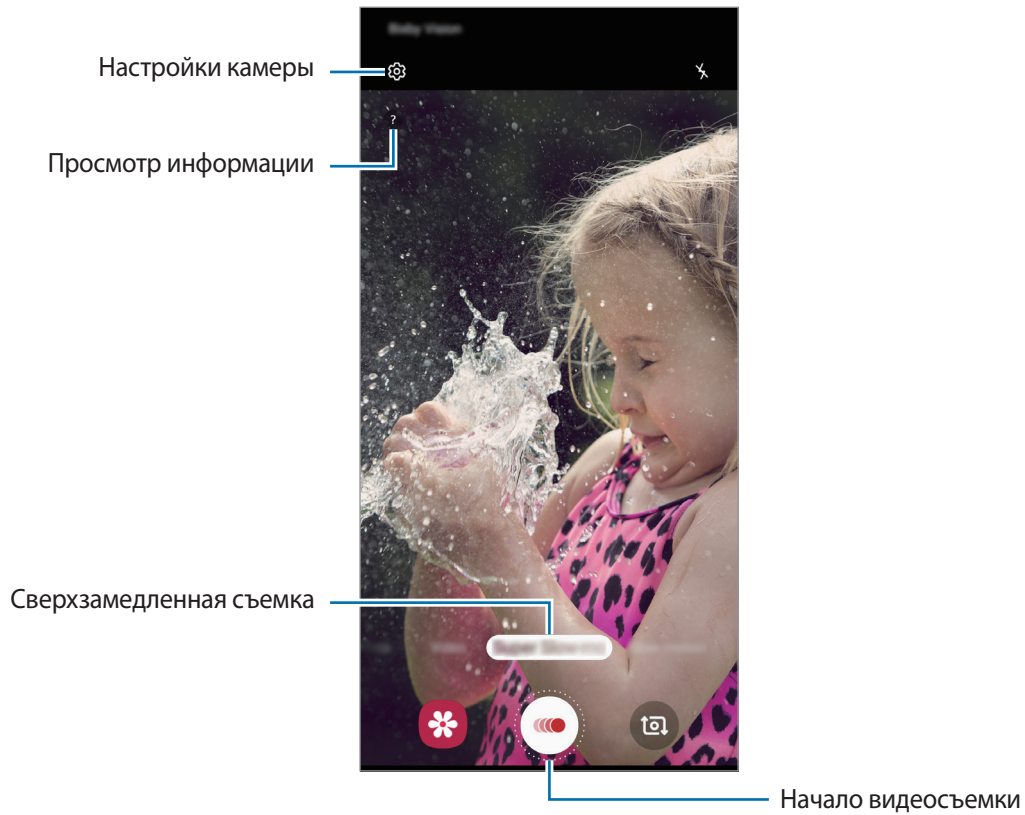 Настройки камеры
?
Просмотр информации
Сверхзамедленная съемка
Начало видеосъемки